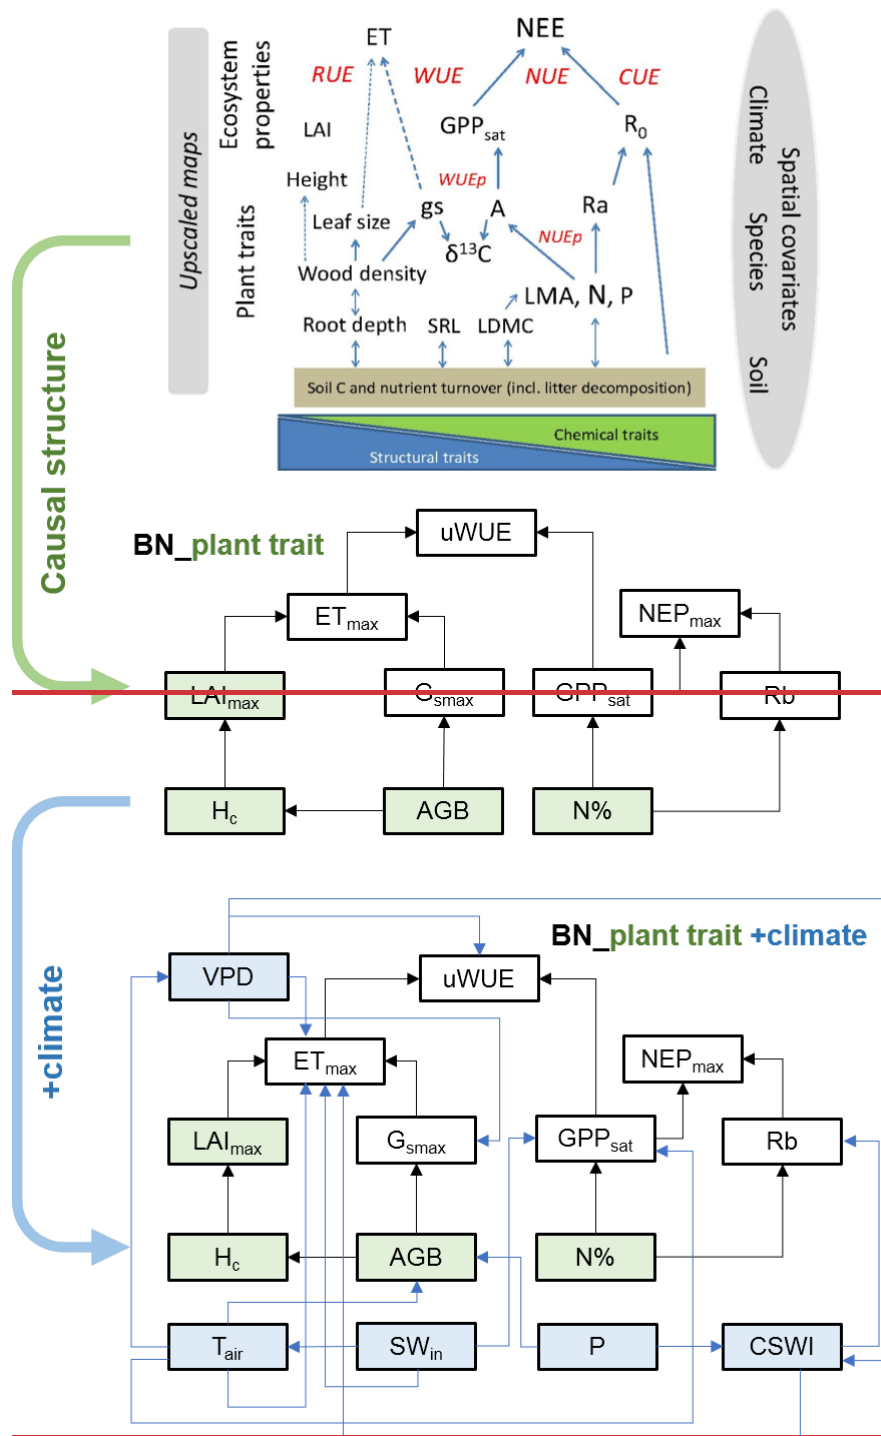 Upscaled maps
Ecosystem properties
Plant traits
ET
NEE
RUE
WUE
NUE
CUE
LAI
GPPsat
R0
Height
WUEp
gs
A
Ra
Leaf size
NUEp
δ13C
Wood density
LMA, N, P
Root depth
SRL
LDMC
Soil C and nutrient turnover (incl. litter decomposition)
Chemical traits
Structural traits
Climate
Species
Soil
Spatial covariates
Causal structure
BN_plant trait
uWUE
ETmax
NEPmax
LAImax
Gsmax
GPPsat
Rb
Hc
AGB
N%
+climate
BN_plant trait +climate
VPD
uWUE
ETmax
NEPmax
LAImax
Gsmax
GPPsat
Rb
Hc
AGB
N%
Tair
SWin
P
CSWI